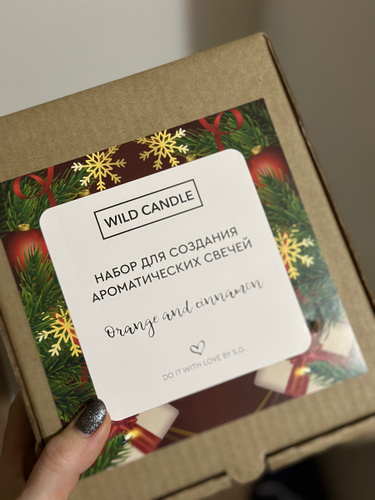 WILD CANDLE
НАБОР ДЛЯ СОЗДАНИЯ
АРОМАТИЧЕСКИХ СВЕЧЕЙ
Orange and cinnamon
DO IT WITH LOVE BY S.G.